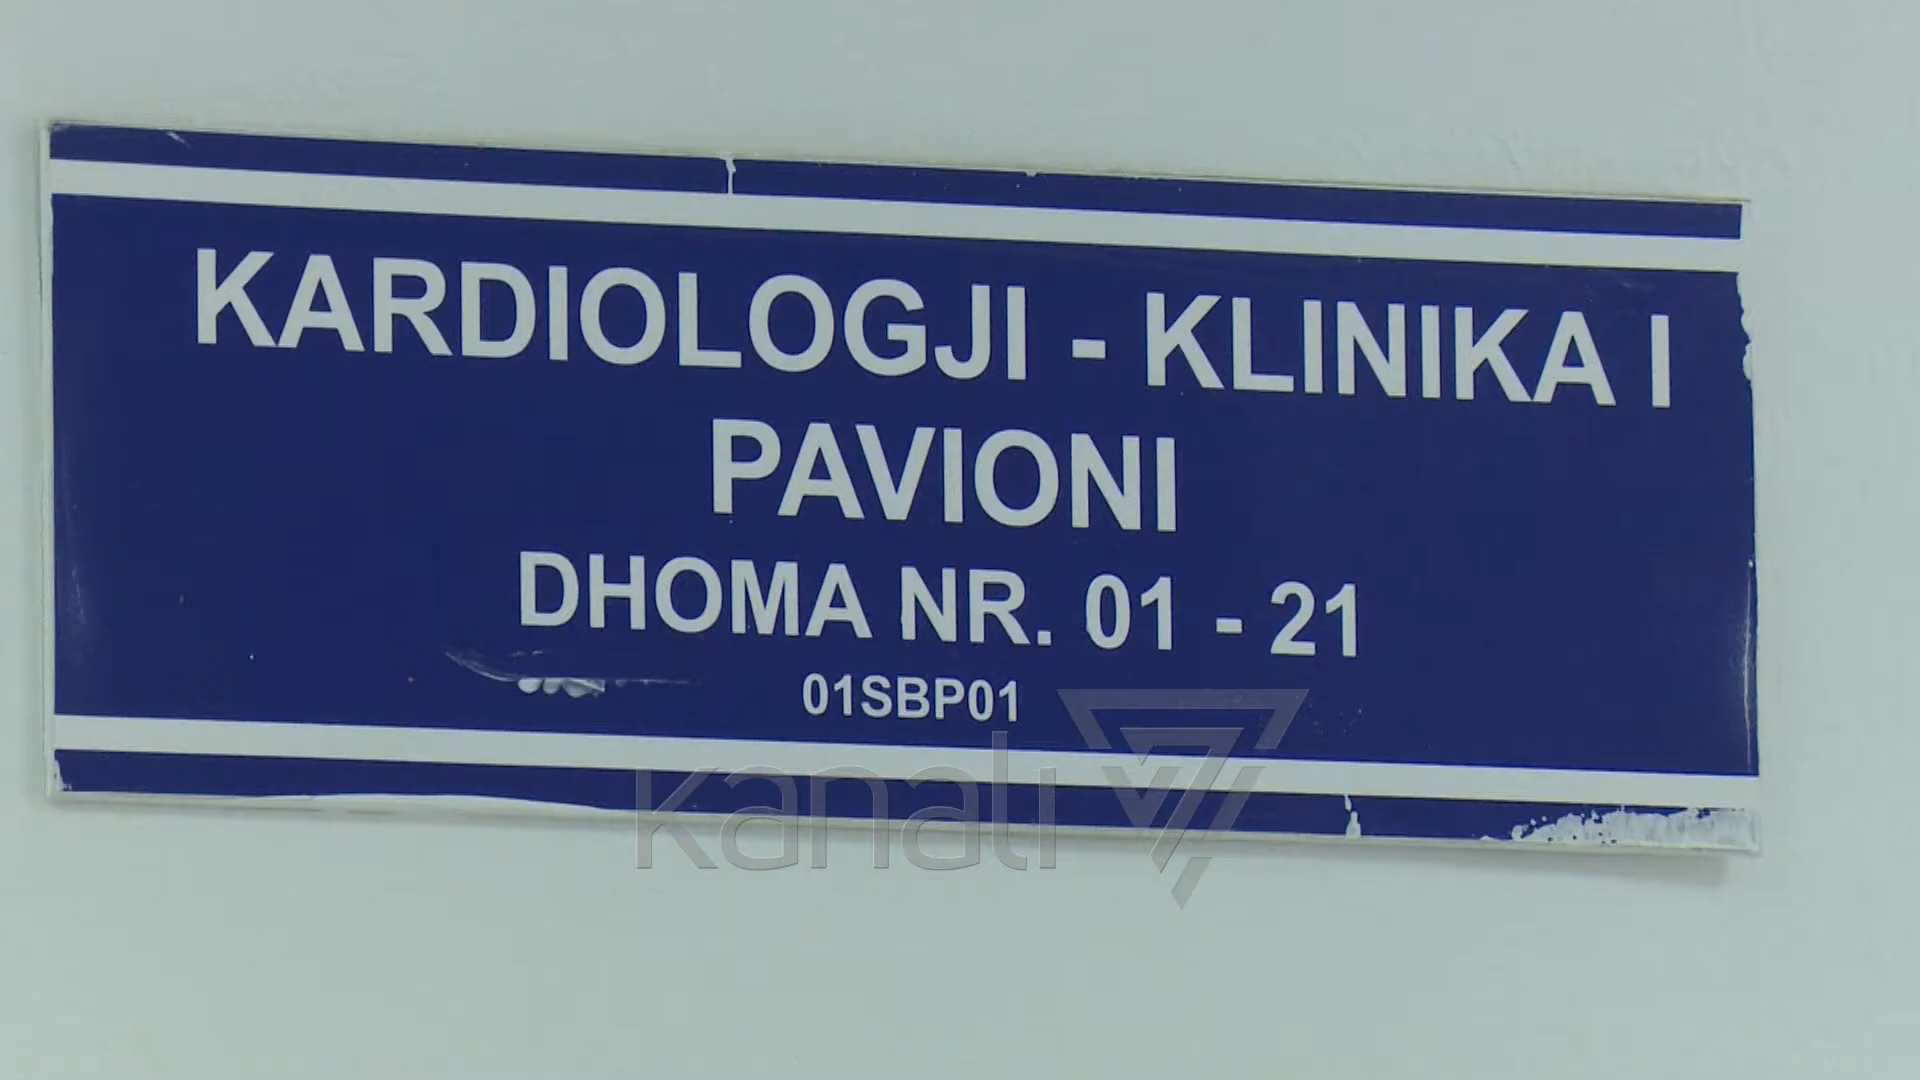 KARDIOLOGJI - KLINIKA I
PAVIONI
DHOMA NR. 01 - 21
01SBP01
kanali 7